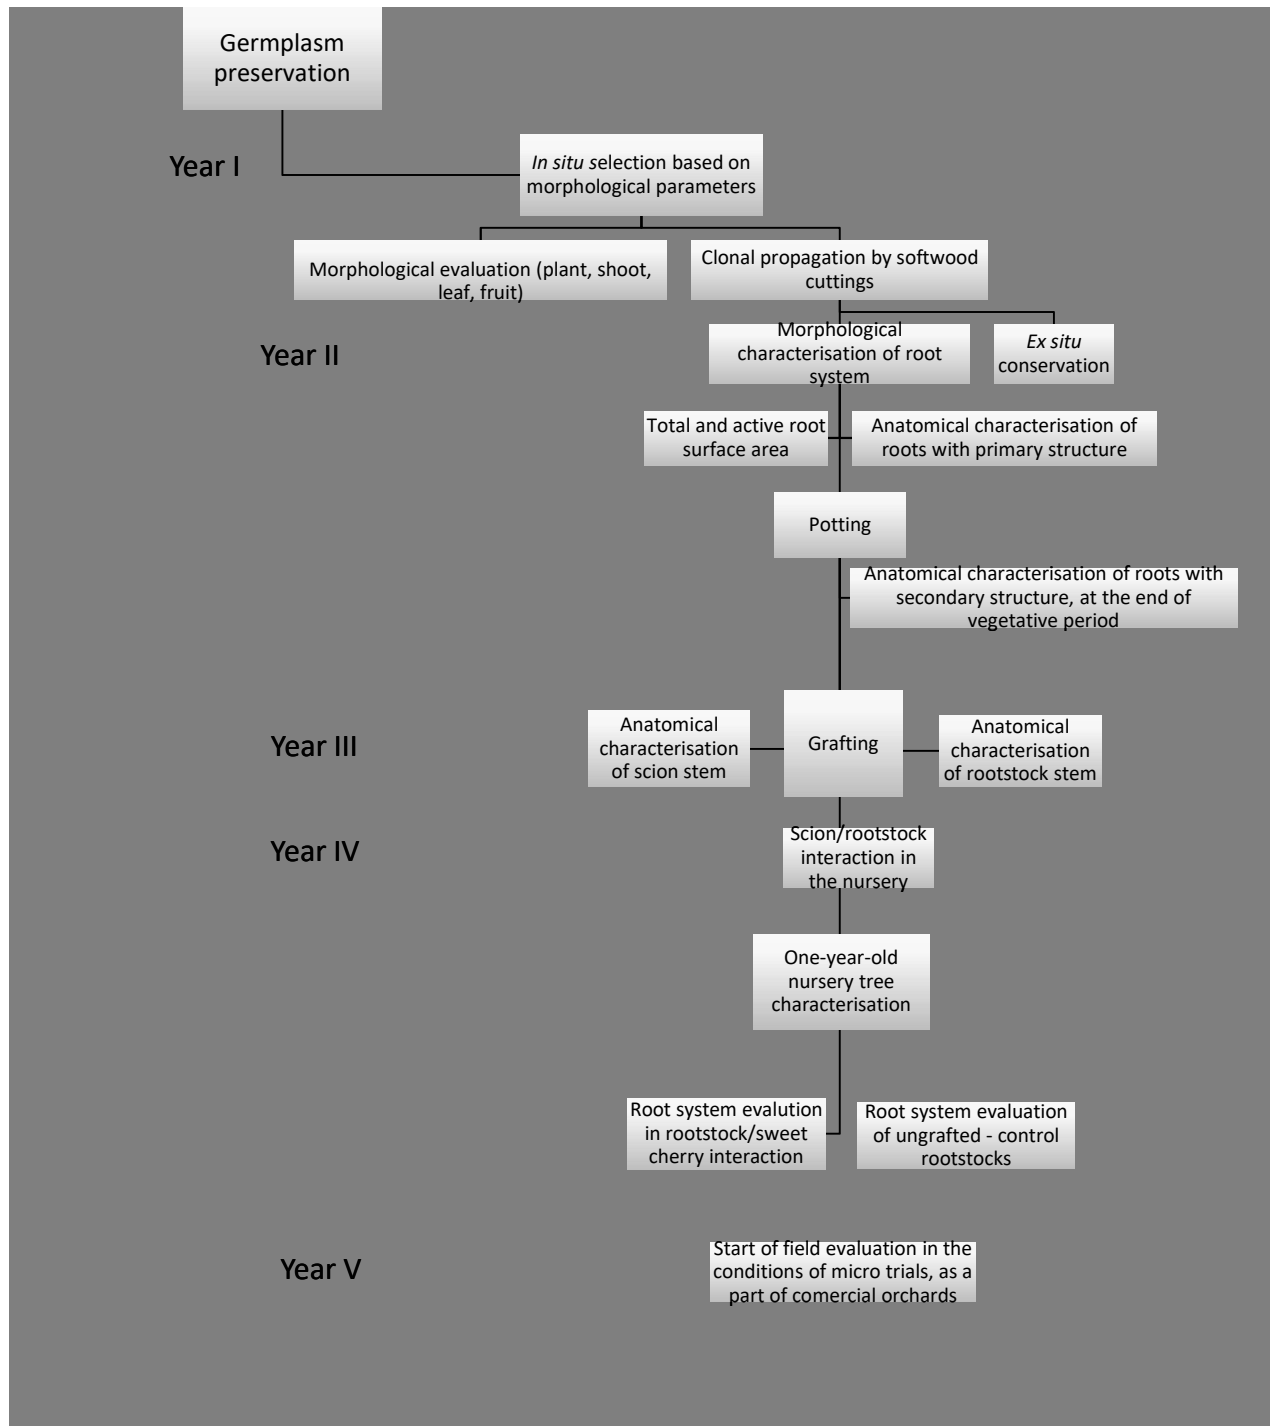 Germplasm
preservation
Year I
In situ selection based on
morphological parameters
Morphological evaluation (plant, shoot,
leaf, fruit)
Clonal propagation by softwood
cuttings
Year II
Morphological
characterisation of root
system
Ex situ
conservation
Total and active root
surface area
Anatomical characterisation of
roots with primary structure
Potting
Anatomical characterisation of roots with
secondary structure, at the end of
vegetative period
Year III
Anatomical
characterisation
of scion stem
Grafting
Anatomical
characterisation
of rootstock stem
Year IV
Scion/rootstock
interaction in
the nursery
One-year-old
nursery tree
characterisation
Root system evalution
in rootstock/sweet
cherry interaction
Root system evaluation
of ungrafted - control
rootstocks
Year V
Start of field evaluation in the
conditions of micro trials, as a
part of comercial orchards